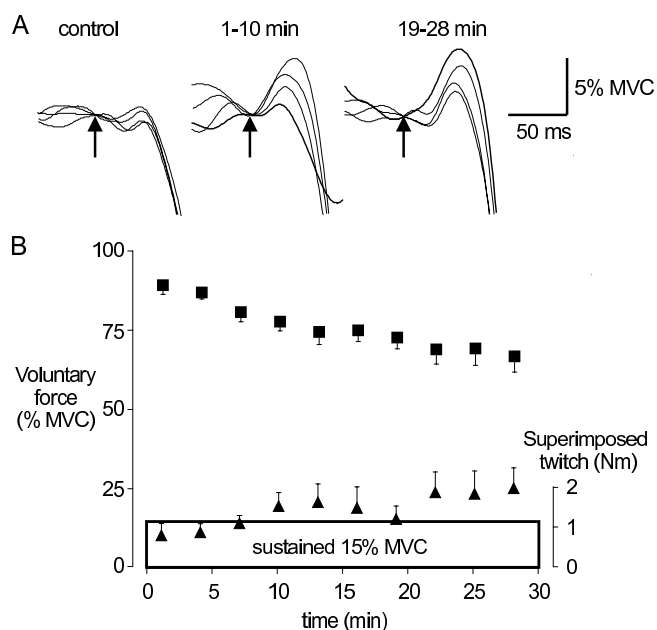 A
control
1-10 min
19-28 min
5% MVC
50 ms
B
100
75
50
25
0
Voluntary
force
(% MVC)
Superimposed
twitch (Nm)
2
1
0
sustained 15% MVC
0 5 10 15 20 25 30
time (min)